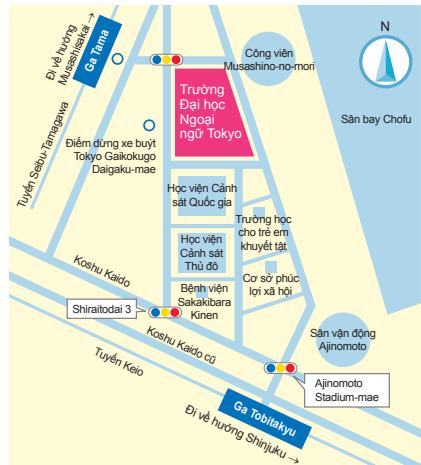 Đi về hướng
Musashisakai →
Ga Tama
Tuyến Seibu-Tamagawa
Điểm dừng xe buýt
Tokyo Gaikokugo
Daigaku-mae
Trường
Đại học
Ngoại
ngữ Tokyo
Công viên
Musashino-no-mori
N
Sân bay Chofu
Học viện Cảnh
sát Quốc gia
Trường học
cho trẻ em
khuyết tật
Học viện
Cảnh sát
Thủ đô
Cơ sở phúc
lợi xã hội
Bệnh viện
Sakakibara
Kinen
Koshu Kaido
Shiraitodai 3
Koshu Kaido cũ
Sân vận động
Ajinomoto
Tuyến Keio
Ajinomoto
Stadium-mae
Ga Tobitakyu
Đi về hướng Shinjuku →